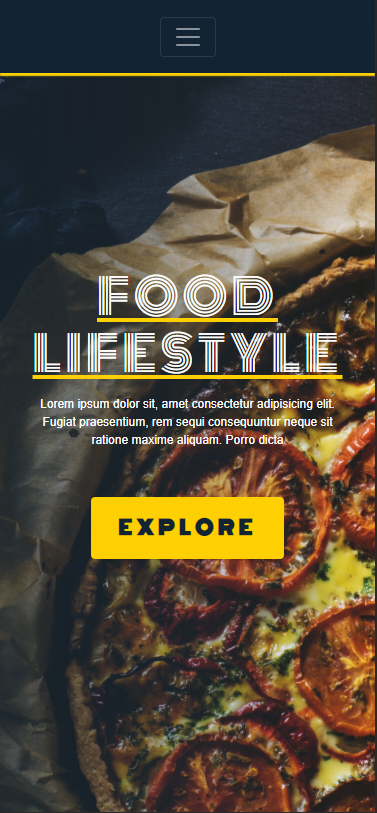 FOOD
LIFESTYLE
Lorem ipsum dolor sit, amet consectetur adipisicing elit.
Fugiat praesentium, rem sequi consequuntur neque sit
ratione maxime aliquam. Porro dicta
EXPLORE